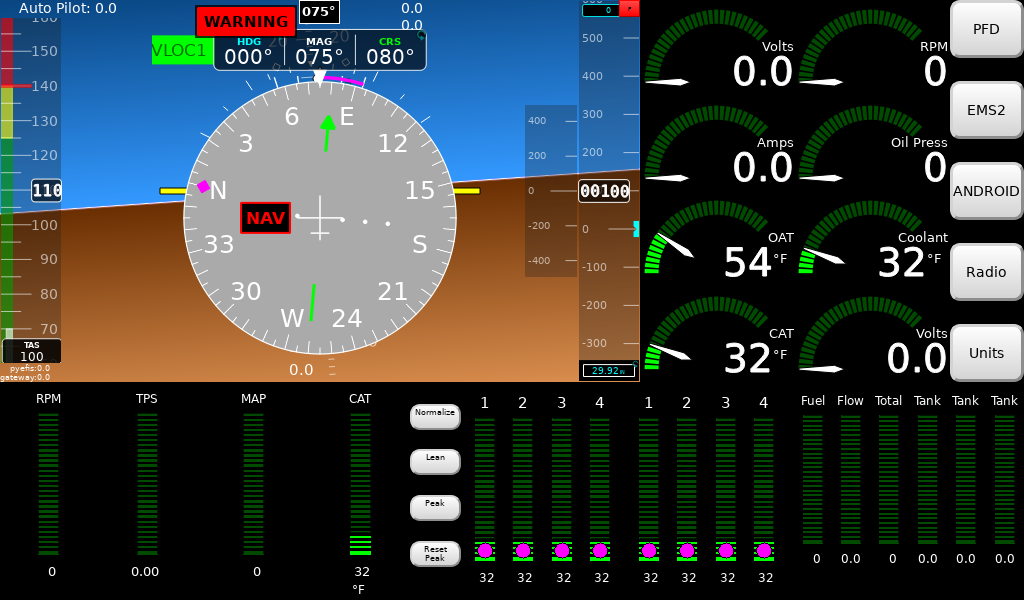 Auto Pilot: 0.0
WARNING
075°
0.0
0.0
VLOC1
HDG MAG CRS
000° 075° 080°
160
150
140
130
120
110
100
90
80
70
TAS
100
pyefis:0.0
gateway:0.0
6 E
3 12
N 15
NAV
33 S
30 21
W 24
0.0
400
200
0
-200
-400
0
500
400
300
200
00100
0
-100
-200
-300
29.92
Volts
0.0
RPM
0
Amps
0.0
Oil Press
0
OAT
54 °F
Coolant
32 °F
CAT
32 °F
Volts
0.0
PFD
EMS2
ANDROID
Radio
Units
RPM TPS MAP CAT
0 0.00 0 32
°F
Normalize
Lean
Peak
Reset
Peak
1 2 3 4 1 2 3 4
32 32 32 32 32 32 32 32
Fuel Flow Total Tank Tank Tank
0 0.0 0 0.0 0.0 0.0